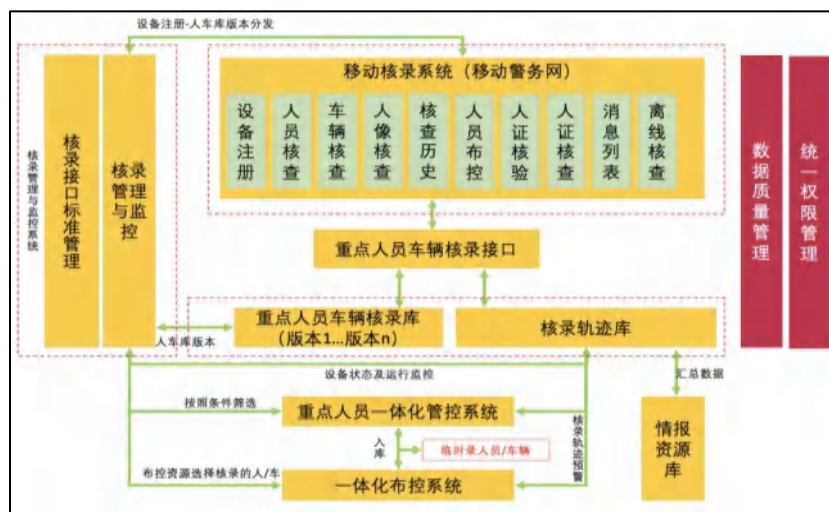 设备注册-人车库版本分发
移动核录系统（移动警务网）
设备注册
人员核查
车辆核查
人像核查
核查历史
人员布控
人证核验
人证核查
消息列表
离线核查
核录管理与监控系统
核录接口标准管理
核录
管理监控
与
数据质量管理
统一权限管理
重点人员车辆核录接口
重点人员车辆核录库
（版本1...版本n）
核录轨迹库
人车库版本
设备状态及运行监控
汇总数据
按照条件筛选
重点人员一体化管控系统
核录轨迹预警
情报
资源
库
入库
临时录人员/车辆
布控资源选择核录的人/车
一体化布控系统